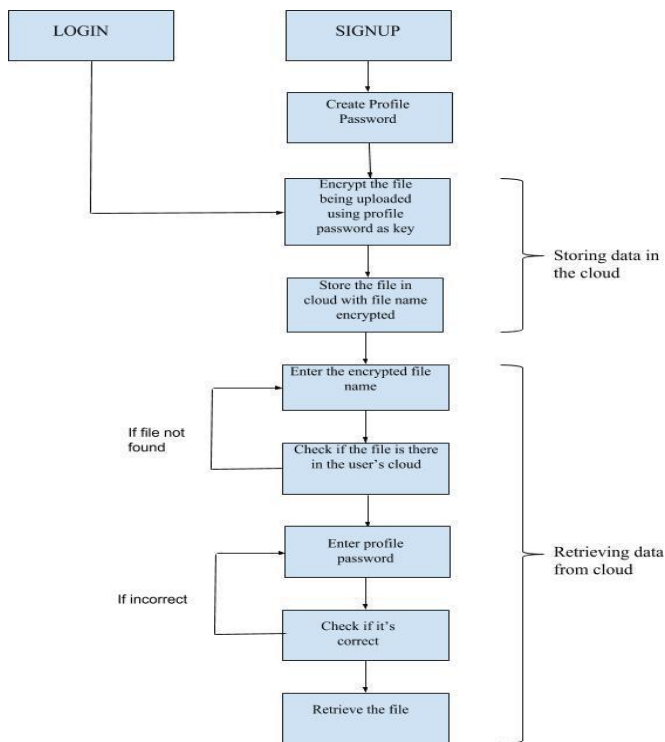 LOGIN
SIGNUP
Create Profile
Password
Encrypt the file
being uploaded
using profile
password as key
Storing data in
the cloud
Store the file in
cloud with file name
encrypted
Enter the encrypted file
name
If file not
found
Check if the file is there
in the user's cloud
Enter profile
password
Retrieving data
from cloud
If incorrect
Check if it's
correct
Retrieve the file